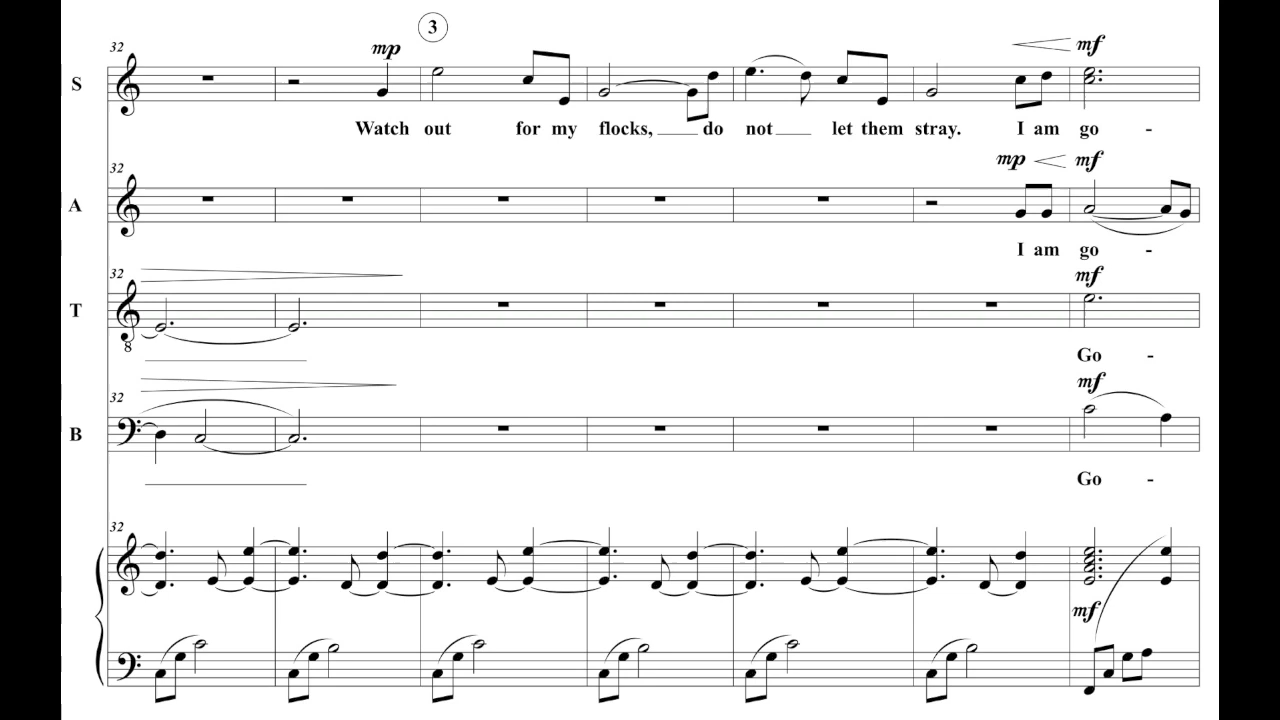 3
32
mp
mf
S
Watch out for my flocks, do not let them stray. I am go -
32
mp
mf
A
I am go -
32
mf
T
8
Go -
32
mf
B
Go -
32
mf